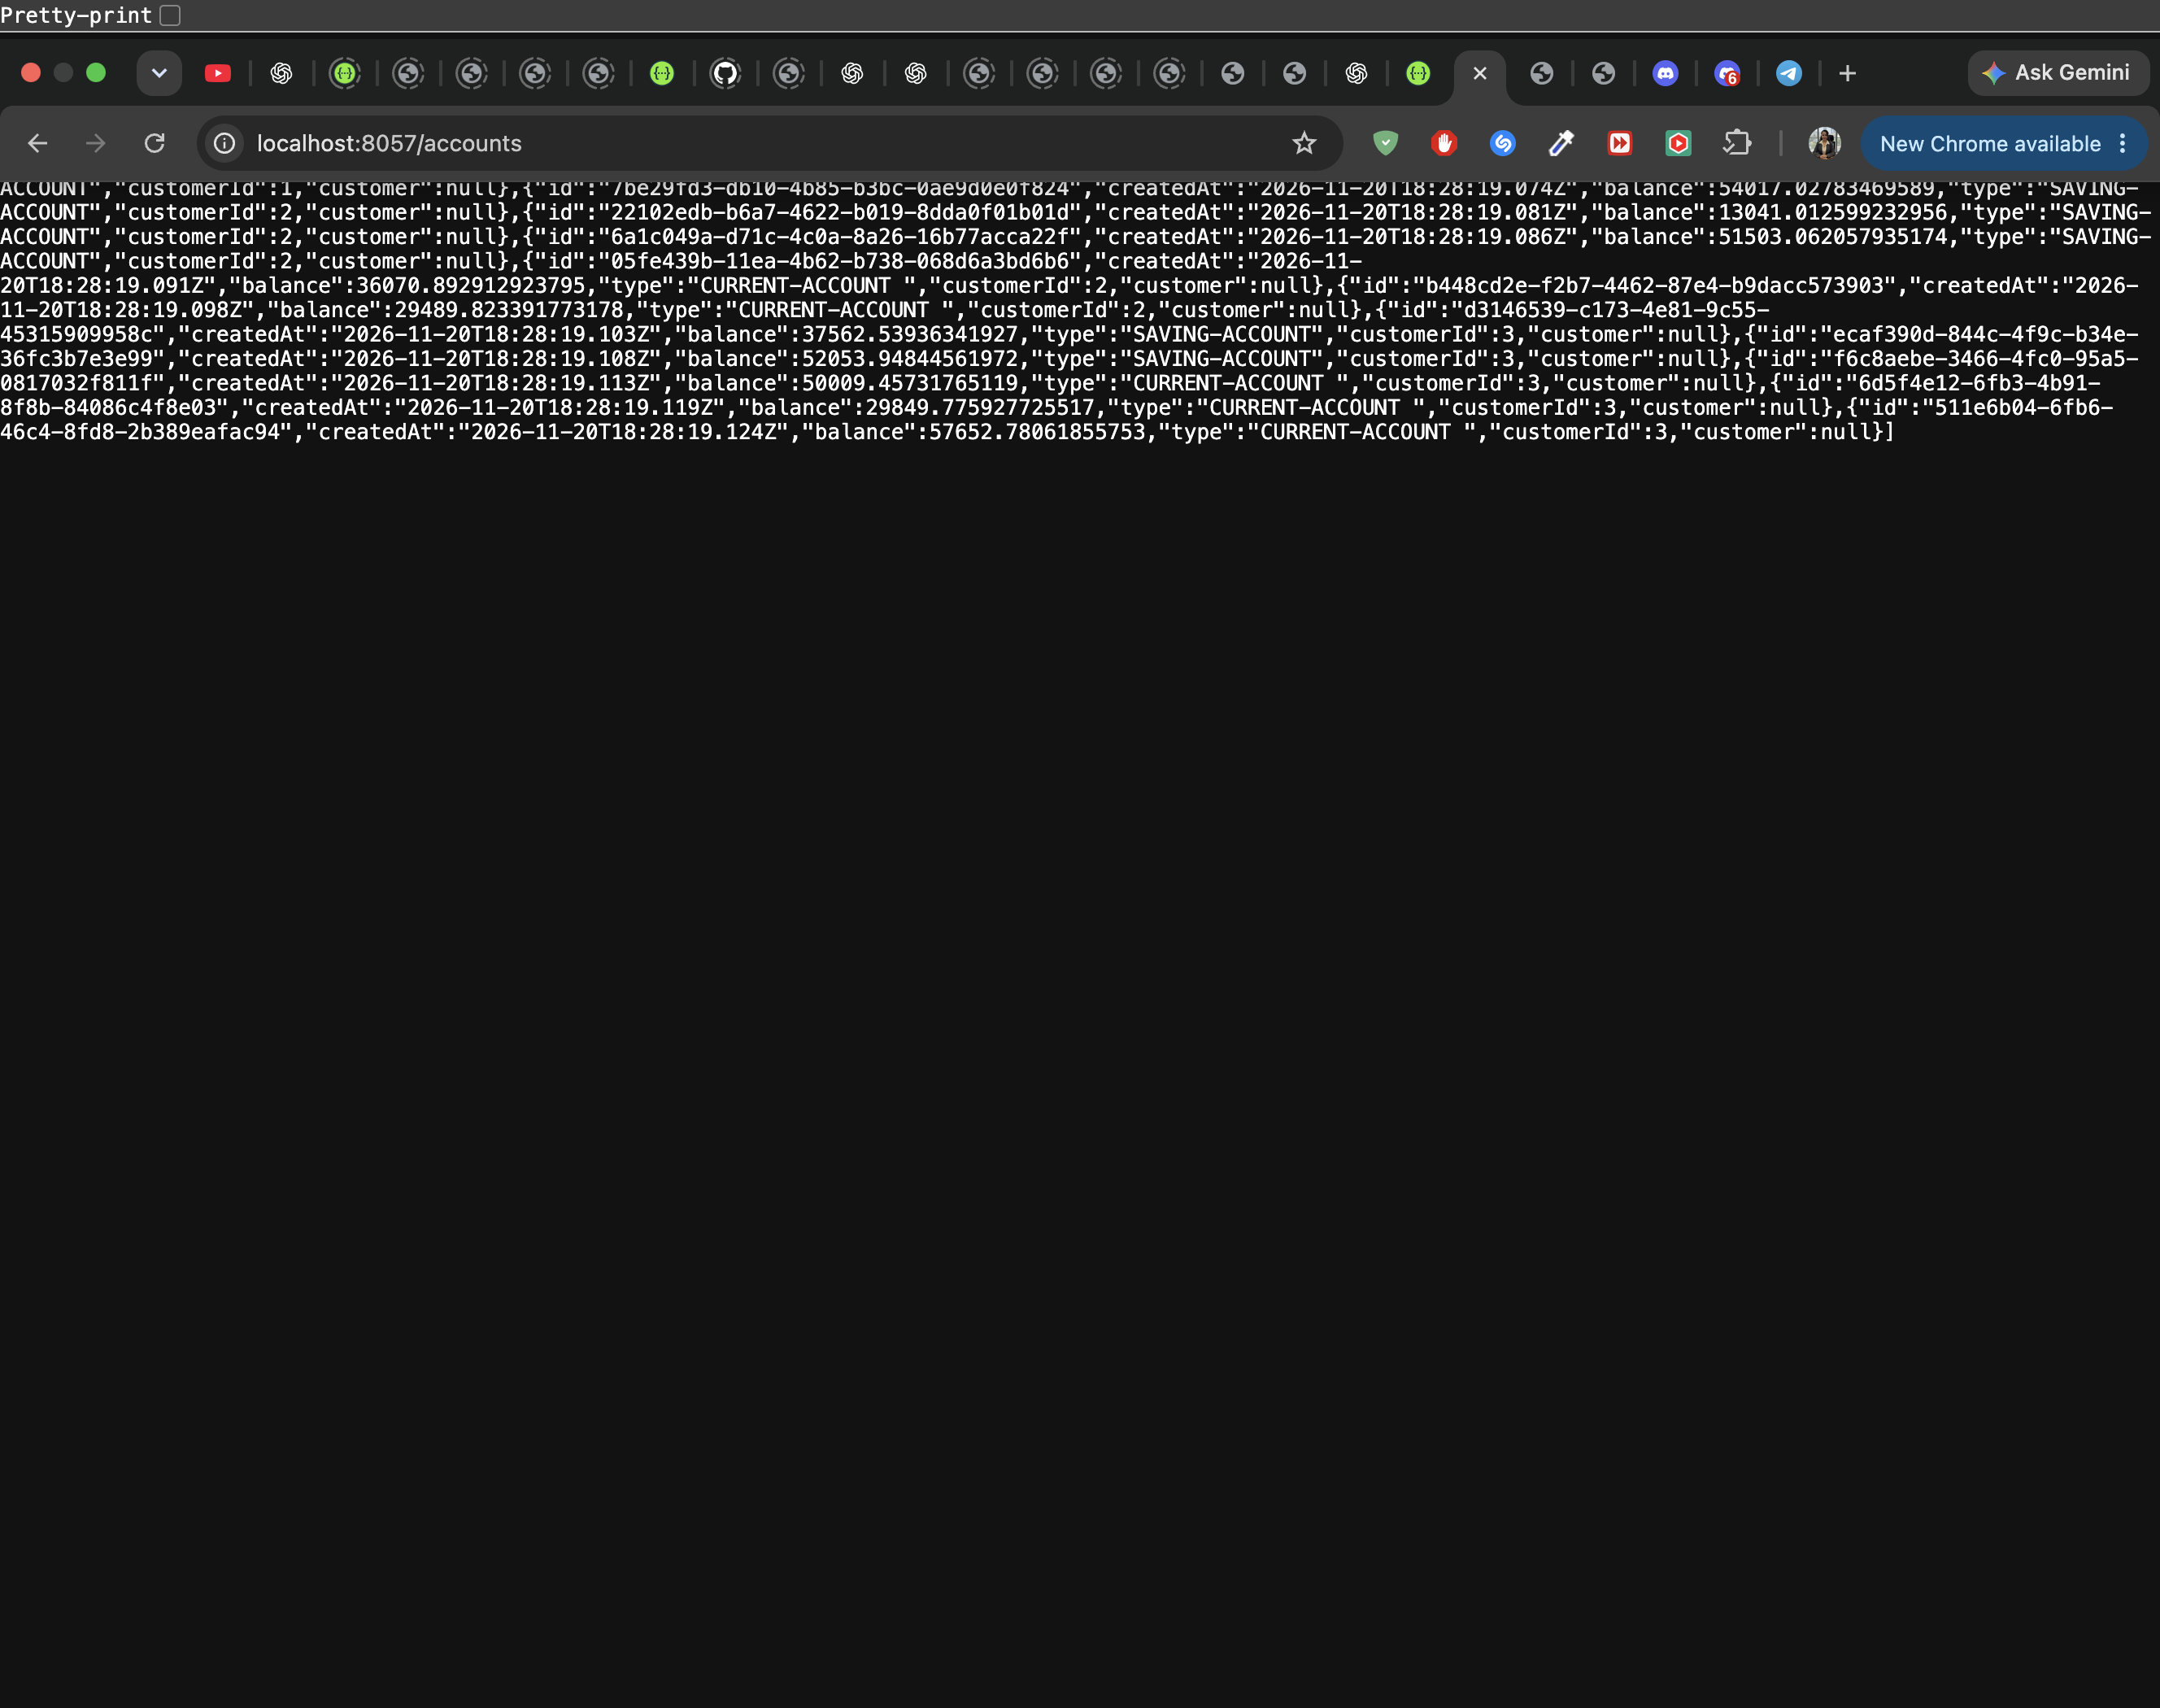 Pretty-print
Ask Gemini
6
localhost:8057/accounts
New Chrome available
ACCOUNT","customerId":1,"customer":null},{"id":"7be29fd3-db10-4b85-b3bc-0ae9d0e0f824","createdAt":"2026-11-20T18:28:19.074Z","balance":54017.02783469589,"type":"SAVING-
ACCOUNT","customerId":2,"customer":null},{"id":"22102edb-b6a7-4622-b019-8dda0f01b01d","createdAt":"2026-11-20T18:28:19.081Z","balance":13041.012599232956,"type":"SAVING-
ACCOUNT","customerId":2,"customer":null},{"id":"6a1c049a-d71c-4c0a-8a26-16b77acca22f","createdAt":"2026-11-20T18:28:19.086Z","balance":51503.062057935174,"type":"SAVING-
ACCOUNT","customerId":2,"customer":null},{"id":"05fe439b-11ea-4b62-b738-068d6a3bd6b6","createdAt":"2026-11-
20T18:28:19.091Z","balance":36070.892912923795,"type":"CURRENT-ACCOUNT ","customerId":2,"customer":null},{"id":"b448cd2e-f2b7-4462-87e4-b9dacc573903","createdAt":"2026-
11-20T18:28:19.098Z","balance":29489.823391773178,"type":"CURRENT-ACCOUNT ","customerId":2,"customer":null},{"id":"d3146539-c173-4e81-9c55-
45315909958c","createdAt":"2026-11-20T18:28:19.103Z","balance":37562.53936341927,"type":"SAVING-ACCOUNT","customerId":3,"customer":null},{"id":"ecaf390d-844c-4f9c-b34e-
36fc3b7e3e99","createdAt":"2026-11-20T18:28:19.108Z","balance":52053.94844561972,"type":"SAVING-ACCOUNT","customerId":3,"customer":null},{"id":"f6c8aebe-3466-4fc0-95a5-
0817032f811f","createdAt":"2026-11-20T18:28:19.113Z","balance":50009.45731765119,"type":"CURRENT-ACCOUNT ","customerId":3,"customer":null},{"id":"6d5f4e12-6fb3-4b91-
8f8b-84086c4f8e03","createdAt":"2026-11-20T18:28:19.119Z","balance":29849.775927725517,"type":"CURRENT-ACCOUNT ","customerId":3,"customer":null},{"id":"511e6b04-6fb6-
46c4-8fd8-2b389eafac94","createdAt":"2026-11-20T18:28:19.124Z","balance":57652.78061855753,"type":"CURRENT-ACCOUNT ","customerId":3,"customer":null}]